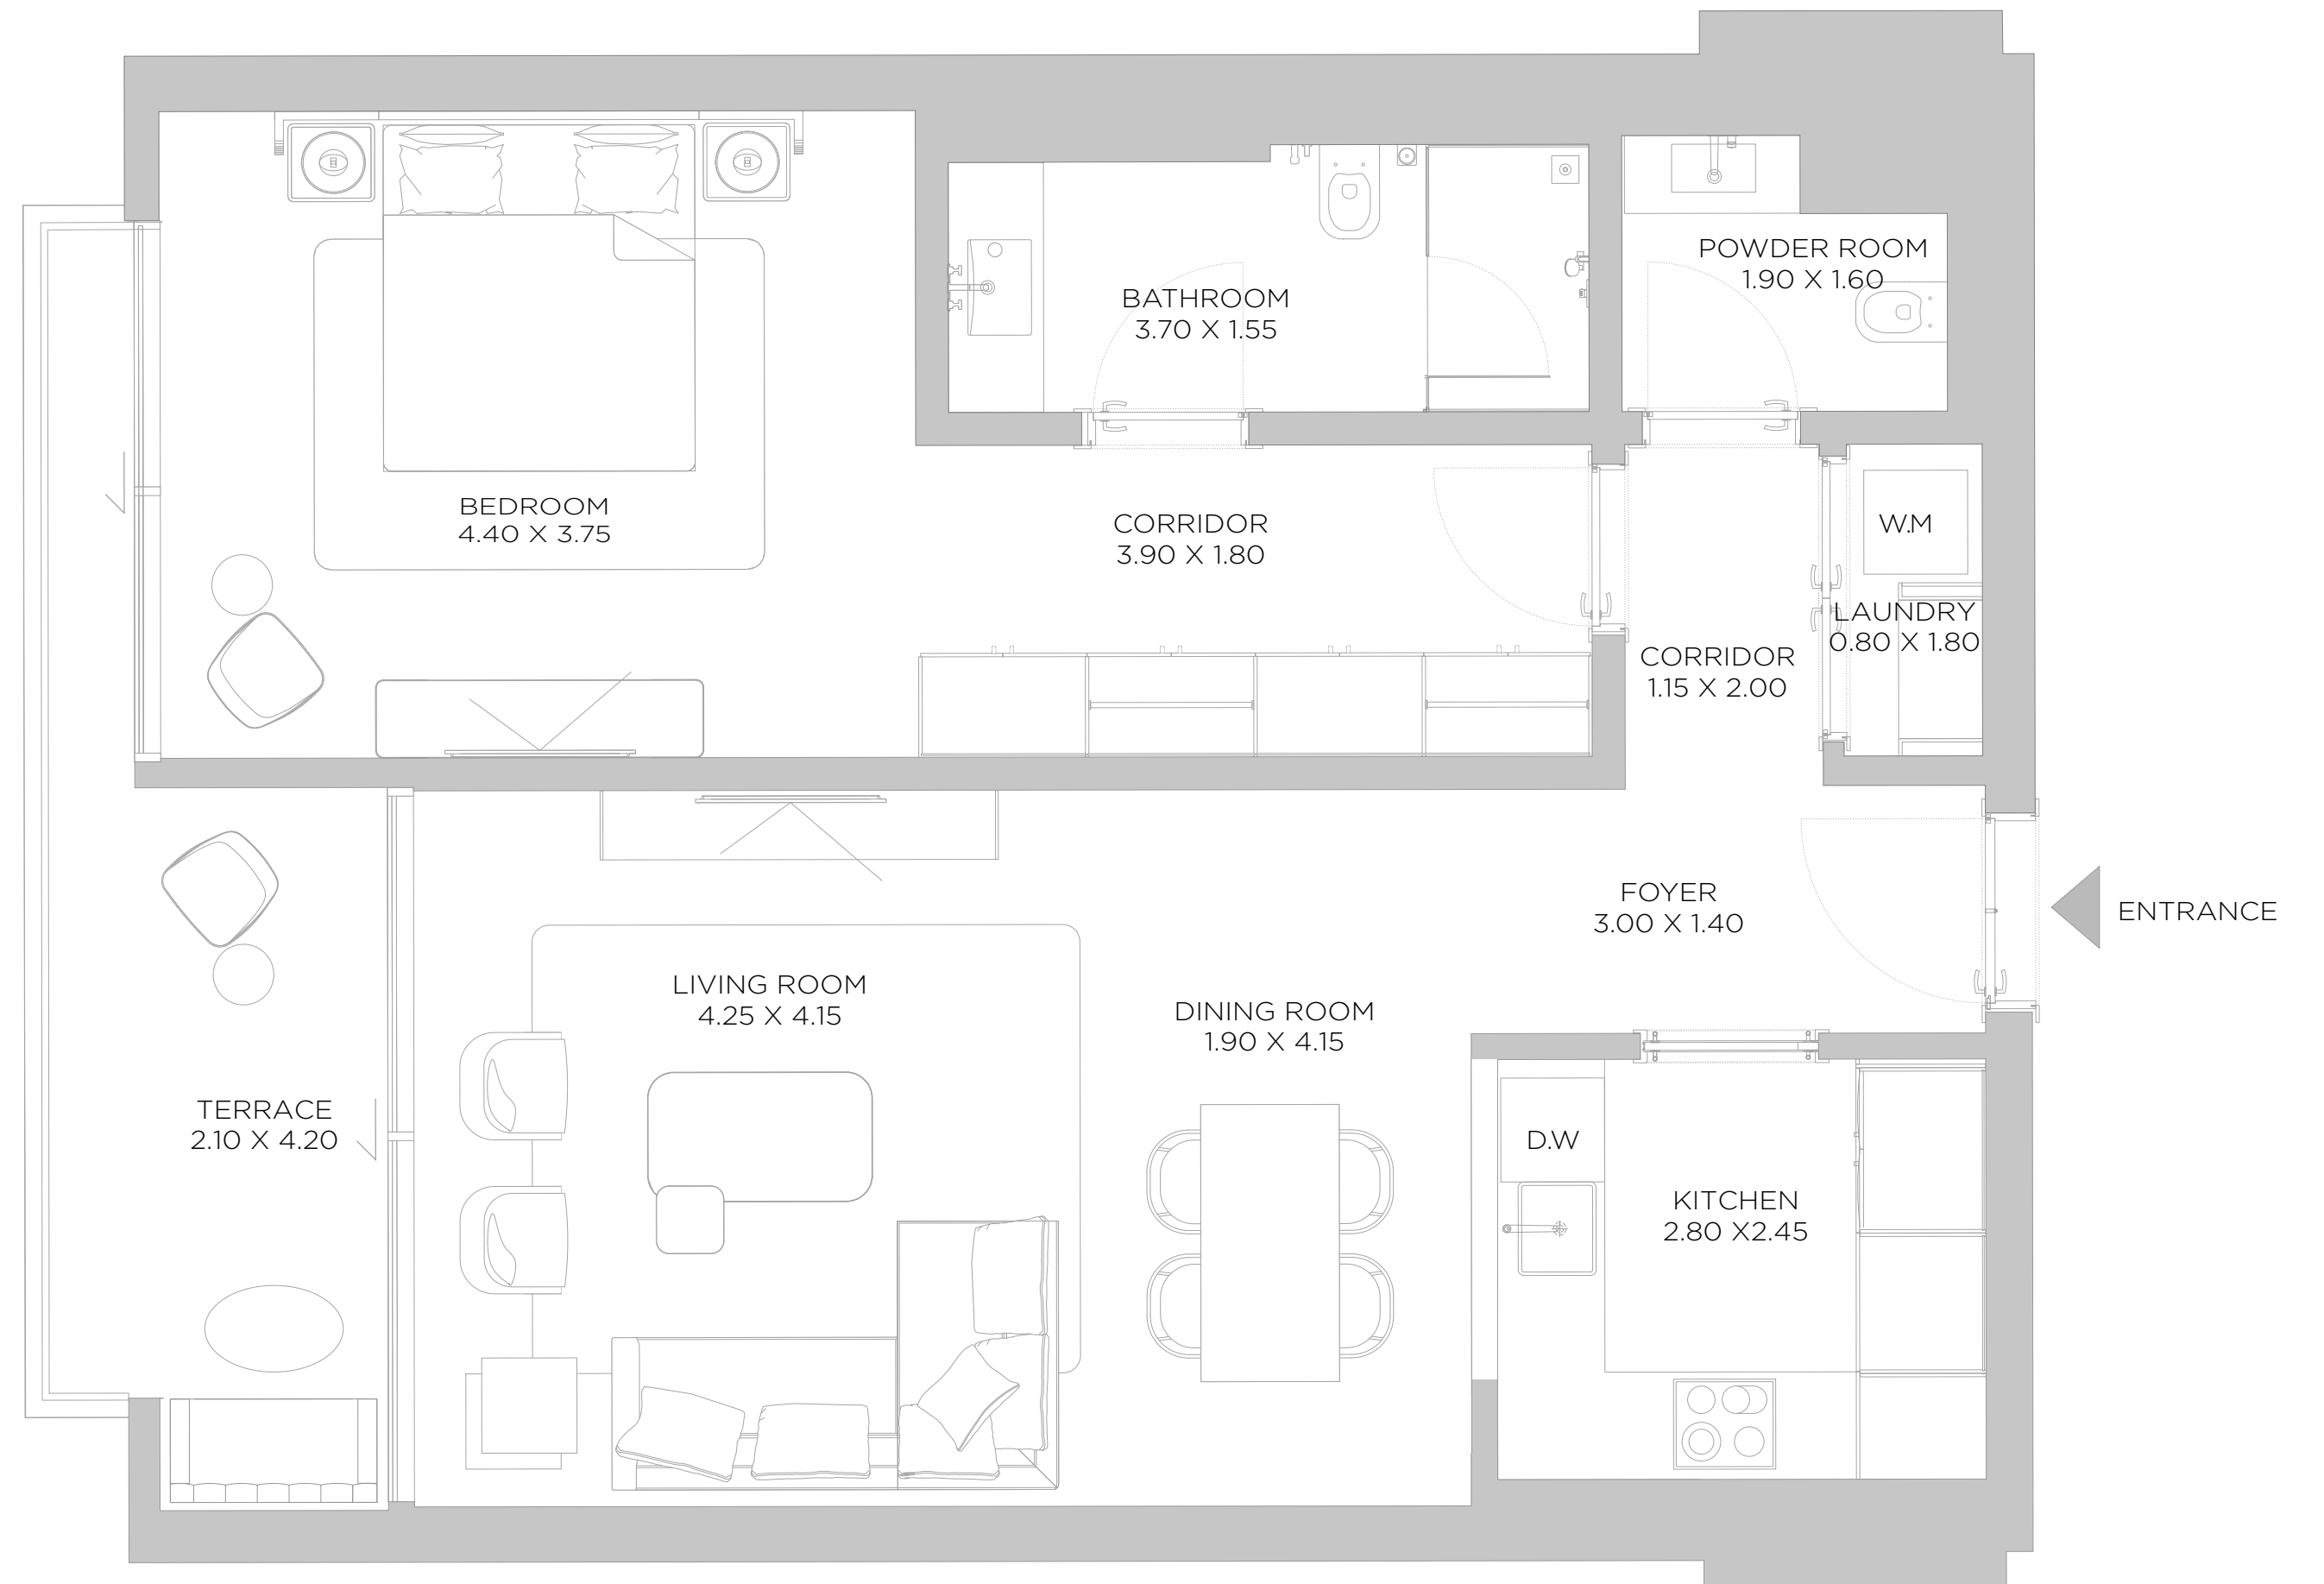 POWDER ROOM
1.90 X 1.60
BATHROOM
3.70 X 1.55
BEDROOM
4.40 X 3.75
CORRIDOR
3.90 X 1.80
W.M
LAUNDRY
0.80 X 1.80
CORRIDOR
1.15 X 2.00
FOYER
3.00 X 1.40
ENTRANCE
LIVING ROOM
4.25 X 4.15
DINING ROOM
1.90 X 4.15
TERRACE
2.10 X 4.20
D.W
KITCHEN
2.80 X2.45